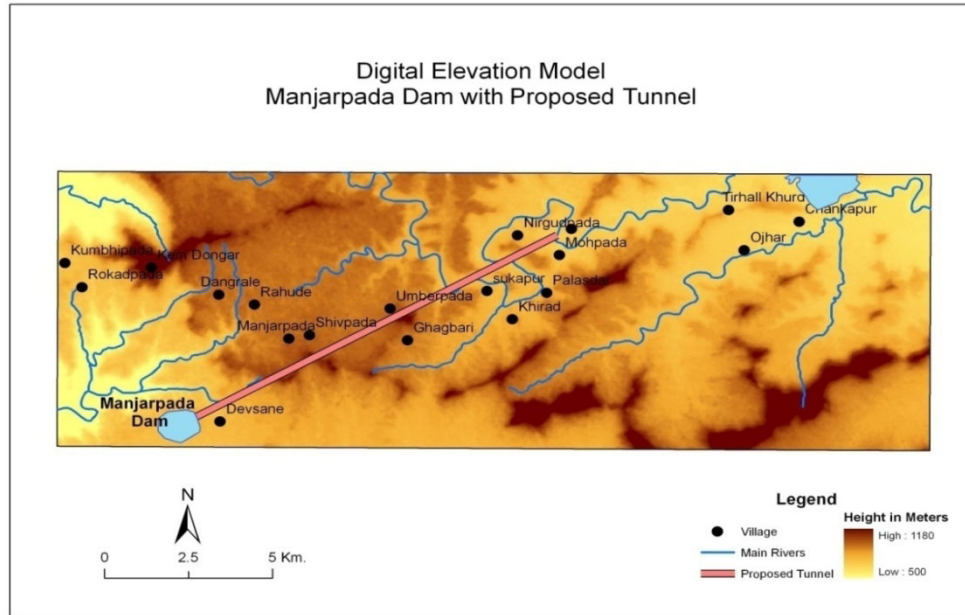 Digital Elevation Model
Manjarpada Dam with Proposed Tunnel
Tirhall Khurd
Chankapur
Nirgudpada
Mohpada
Ojhar
Kumbhipada
Kem Dongar
Rokadpada
Dangrale
Rahude
sukapur
Palasdar
Umberpada
Khirad
Manjarpada
Shivpada
Ghagbari
Manjarpada
Dam
Devsane
N
0 2.5 5 Km.
Legend
Village
Main Rivers
Proposed Tunnel
Height in Meters
High : 1180
Low : 500